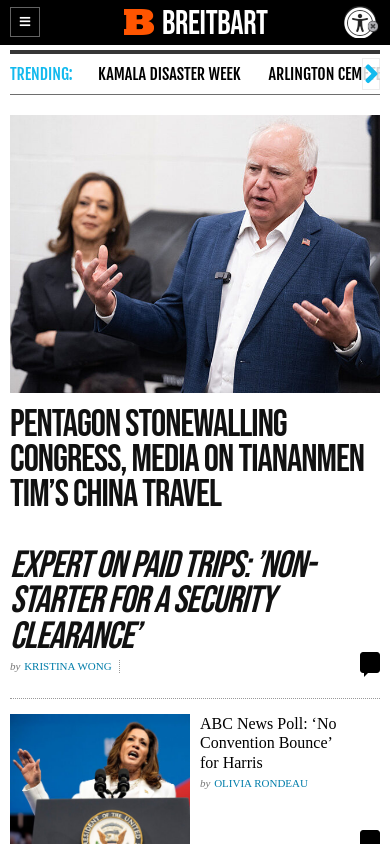 B BREITBART
TRENDING: KAMALA DISASTER WEEK ARLINGTON CEM
PENTAGON STONEWALLING
CONGRESS, MEDIA ON TIANANMEN
TIM’S CHINA TRAVEL
EXPERT ON PAID TRIPS: ’NON-
STARTER FOR A SECURITY
CLEARANCE’
by KRISTINA WONG
ABC News Poll: ‘No
Convention Bounce’
for Harris
by OLIVIA RONDEAU